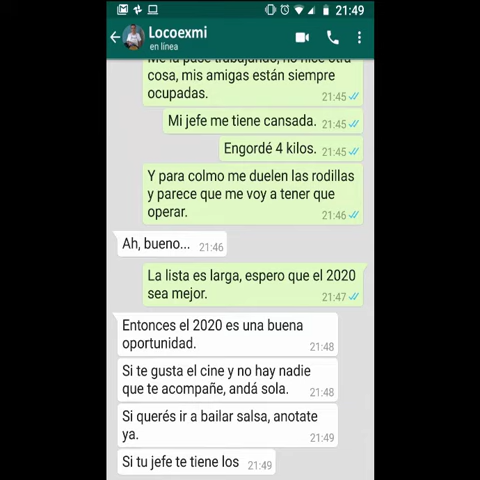 21:49
Locoexmi
en línea
cosa, mis amigas están siempre
ocupadas.
21:45
Mi jefe me tiene cansada. 21:45
Engordé 4 kilos. 21:45
Y para colmo me duelen las rodillas
y parece que me voy a tener que
operar.
21:46
Ah, bueno... 21:46
La lista es larga, espero que el 2020
sea mejor.
21:47
Entonces el 2020 es una buena
oportunidad.
21:48
Si te gusta el cine y no hay nadie
que te acompañe, andá sola.
21:48
Si querés ir a bailar salsa, anotate
ya.
21:49
Si tu jefe te tiene los 21:49